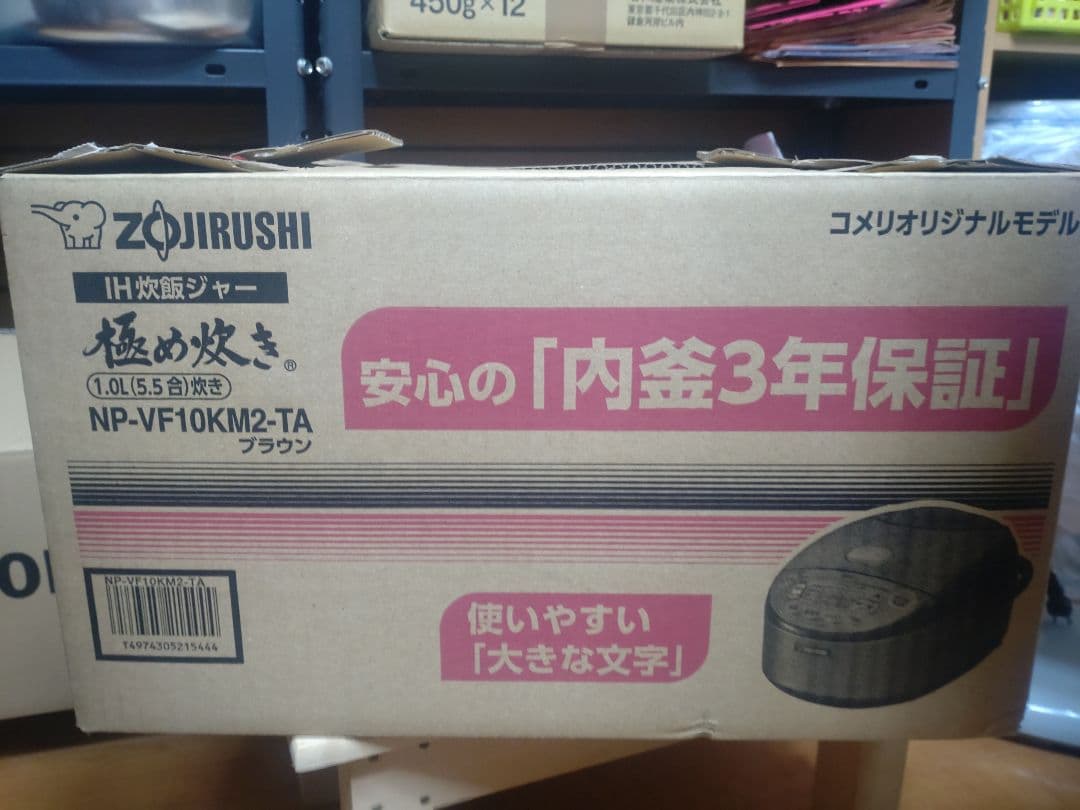 450g×12
ZOJIRUSHI
コメリオリジナルモデル
IH炊飯ジャー
極め炊き®
1.0L(5.5合)炊き
NP-VF10KM2-TA
ブラウン
安心の「内釜3年保証」
NP-VF10KM2-TA
T4974305215444
使いやすい
「大きな文字」